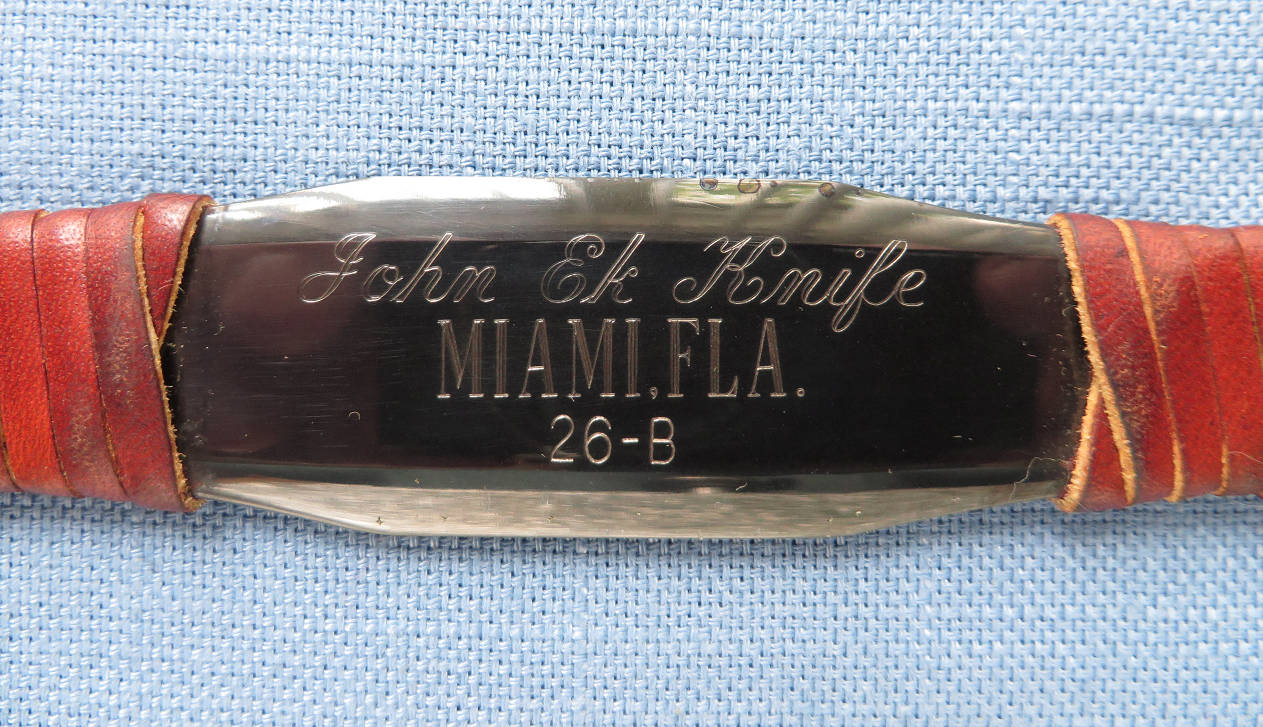 John Ek Knife
MIAMI, FLA.
26-B